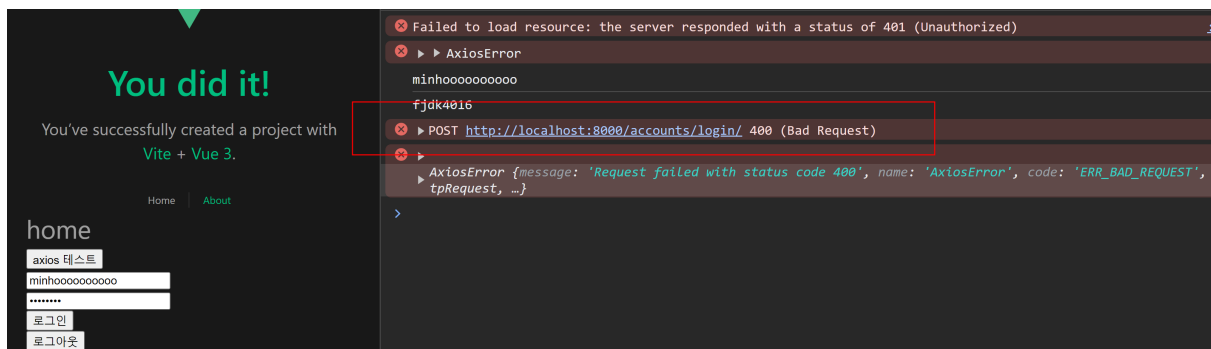 You did it!
You've successfully created a project with
Vite + Vue 3.
Home
About
home
axios 테스트
minhoooooooooo
••••••••
로그인
로그아웃
Failed to load resource: the server responded with a status of 401 (Unauthorized)
AxiosError
minhoooooooooo
fjdk4016
POST http://localhost:8000/accounts/login/ 400 (Bad Request)
AxiosError {message: 'Request failed with status code 400', name: 'AxiosError', code: 'ERR_BAD_REQUEST',
tpRequest, …}